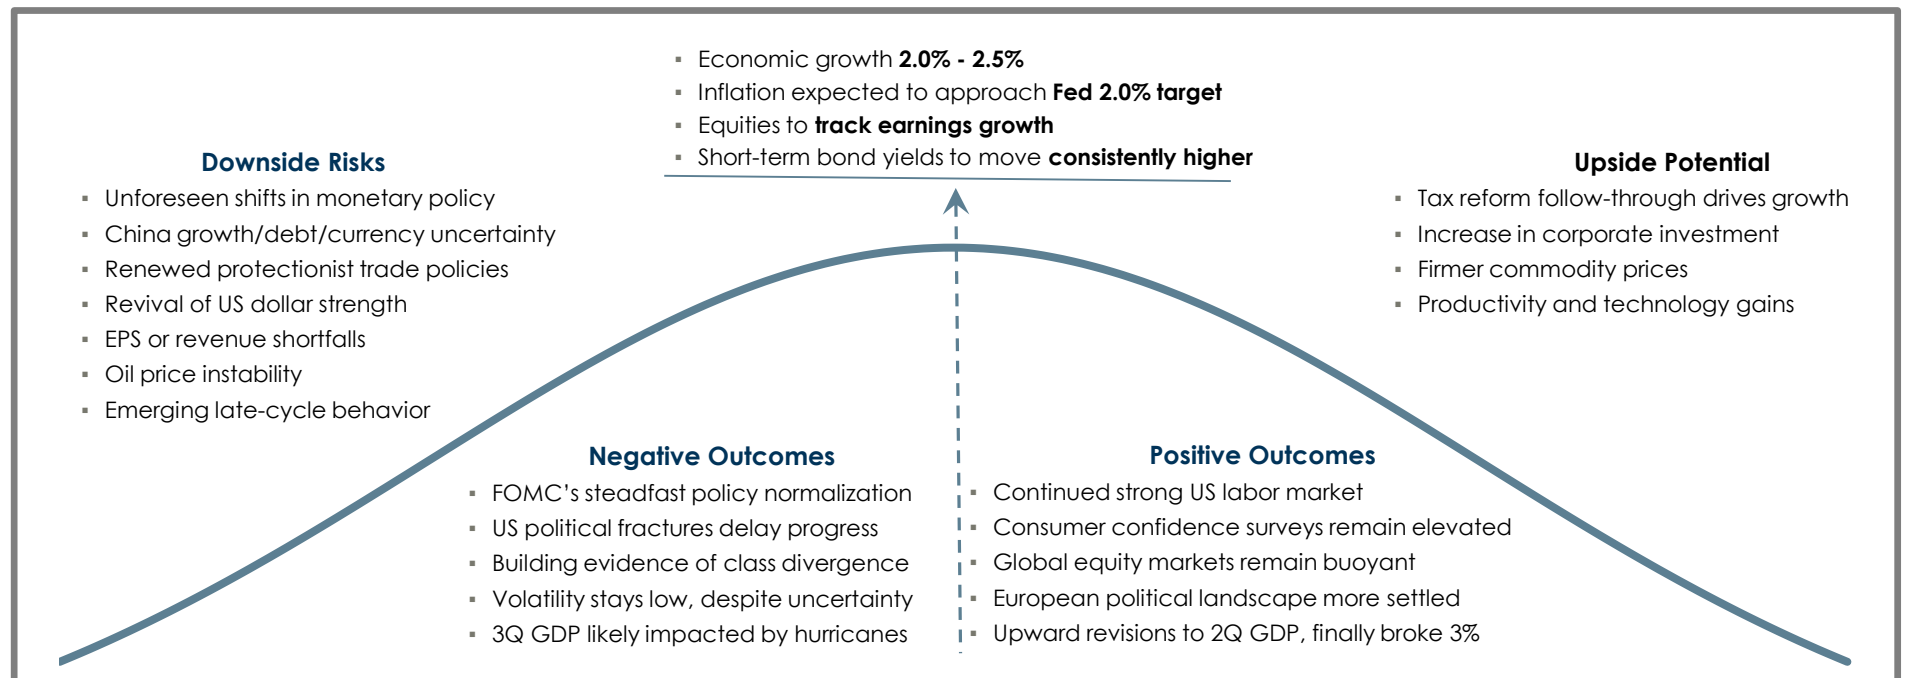 ▪ Economic growth 2.0% - 2.5%
▪ Inflation expected to approach Fed 2.0% target
▪ Equities to track earnings growth
▪ Short-term bond yields to move consistently higher
Downside Risks
▪ Unforeseen shifts in monetary policy
▪ China growth/debt/currency uncertainty
▪ Renewed protectionist trade policies
▪ Revival of US dollar strength
▪ EPS or revenue shortfalls
▪ Oil price instability
▪ Emerging late-cycle behavior
Upside Potential
▪ Tax reform follow-through drives growth
▪ Increase in corporate investment
▪ Firmer commodity prices
▪ Productivity and technology gains
Negative Outcomes
▪ FOMC’s steadfast policy normalization
▪ US political fractures delay progress
▪ Building evidence of class divergence
▪ Volatility stays low, despite uncertainty
▪ 3Q GDP likely impacted by hurricanes
Positive Outcomes
▪ Continued strong US labor market
▪ Consumer confidence surveys remain elevated
▪ Global equity markets remain buoyant
▪ European political landscape more settled
▪ Upward revisions to 2Q GDP, finally broke 3%